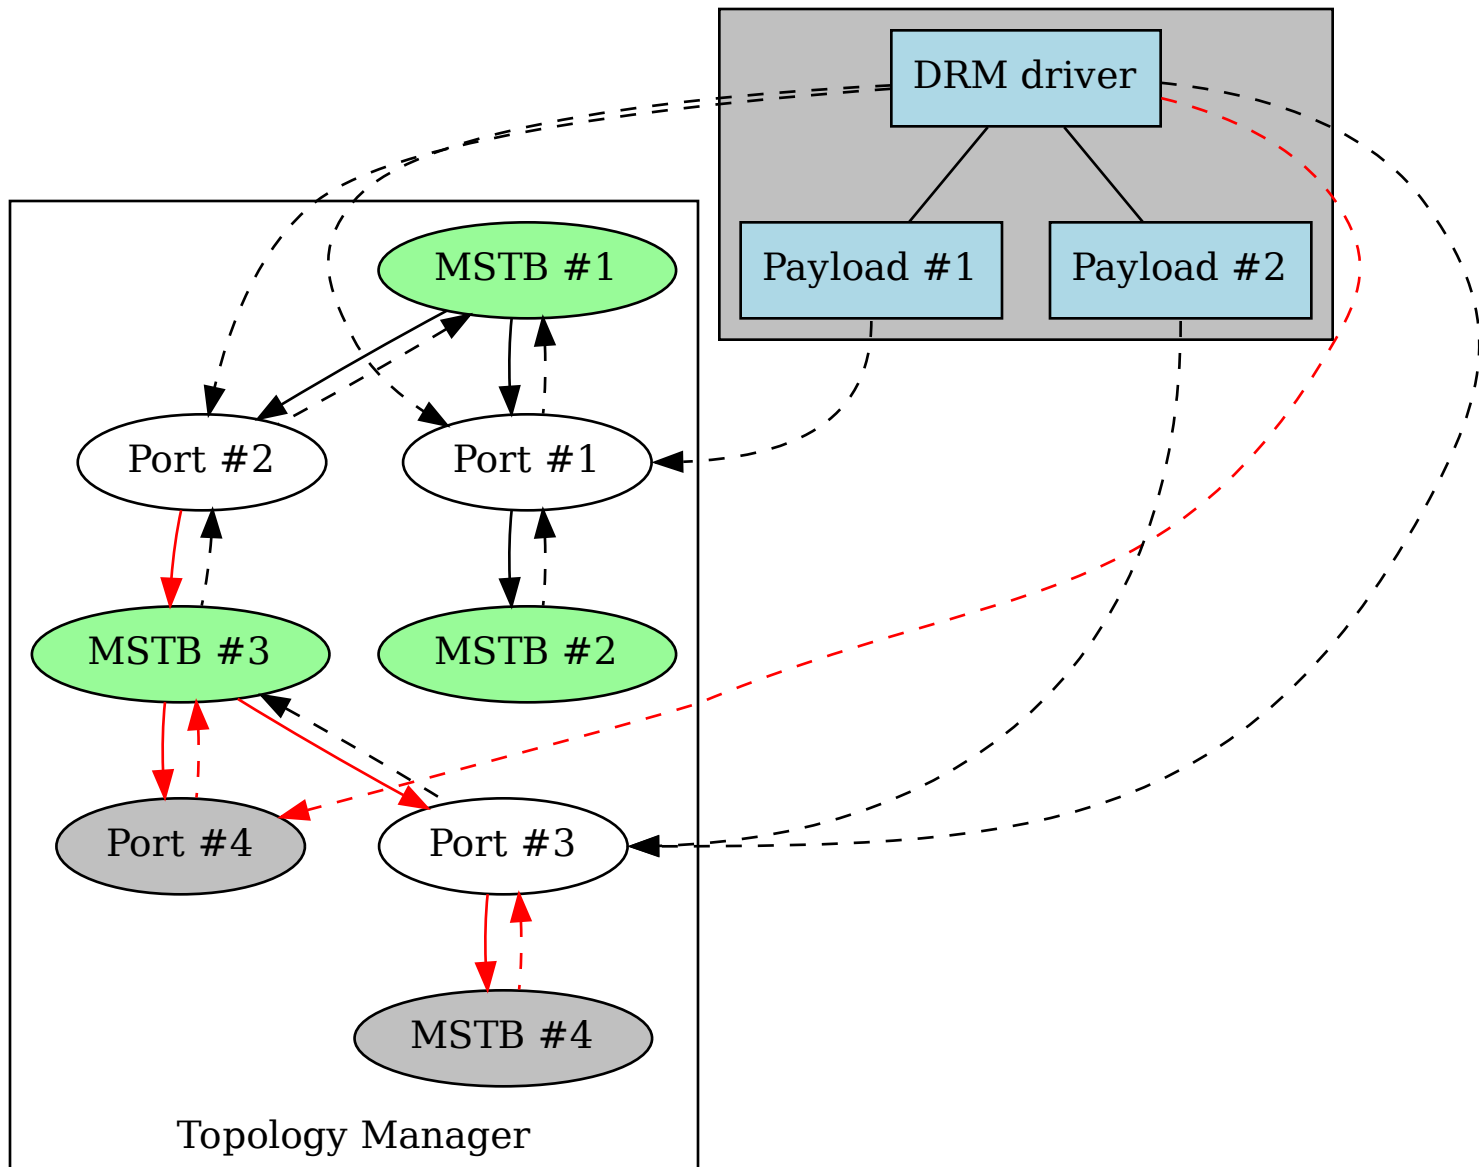 DRM driver
Payload #1
Payload #2
MSTB #1
Port #2
Port #1
MSTB #3
MSTB #2
Port #4
Port #3
MSTB #4
Topology Manager